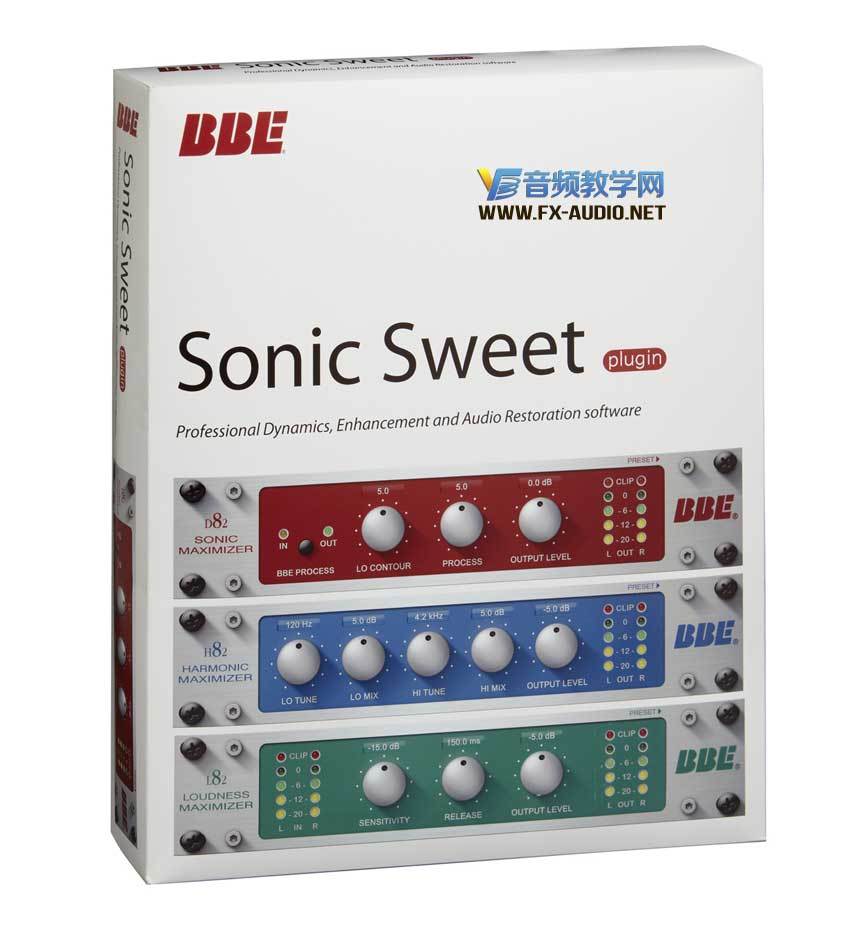 BBE Sonic Sweet plugin
Professional Dynamics, Enhancement and Audio Restoration software
BBE
Sonic Sweet
plugin
BBE®
音频教学网
WWW.FX-AUDIO.NET
Sonic Sweet plugin
Professional Dynamics, Enhancement and Audio Restoration software
PRESET
D82
SONIC
MAXIMIZER
IN OUT
BBE PROCESS
5.0
LO CONTOUR
5.0
PROCESS
0.0 dB
OUTPUT LEVEL
CLIP
0
-6-
-12-
-20-
L OUT R
BBE®
PRESET
H82
HARMONIC
MAXIMIZER
120 Hz
LO TUNE
5.0 dB
LO MIX
4.2 kHz
HI TUNE
5.0 dB
HI MIX
-5.0 dB
OUTPUT LEVEL
CLIP
0
-6-
-12-
-20-
L OUT R
BBE®
PRESET
L82
LOUDNESS
MAXIMIZER
CLIP
0
-6-
-12-
-20-
L IN R
-15.0 dB
SENSITIVITY
150.0 ms
RELEASE
-5.0 dB
OUTPUT LEVEL
CLIP
0
-6-
-12-
-20-
L OUT R
BBE®